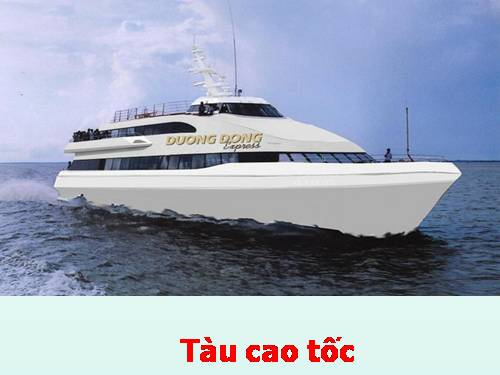 DUONG DONG
Express
Tàu cao tốc